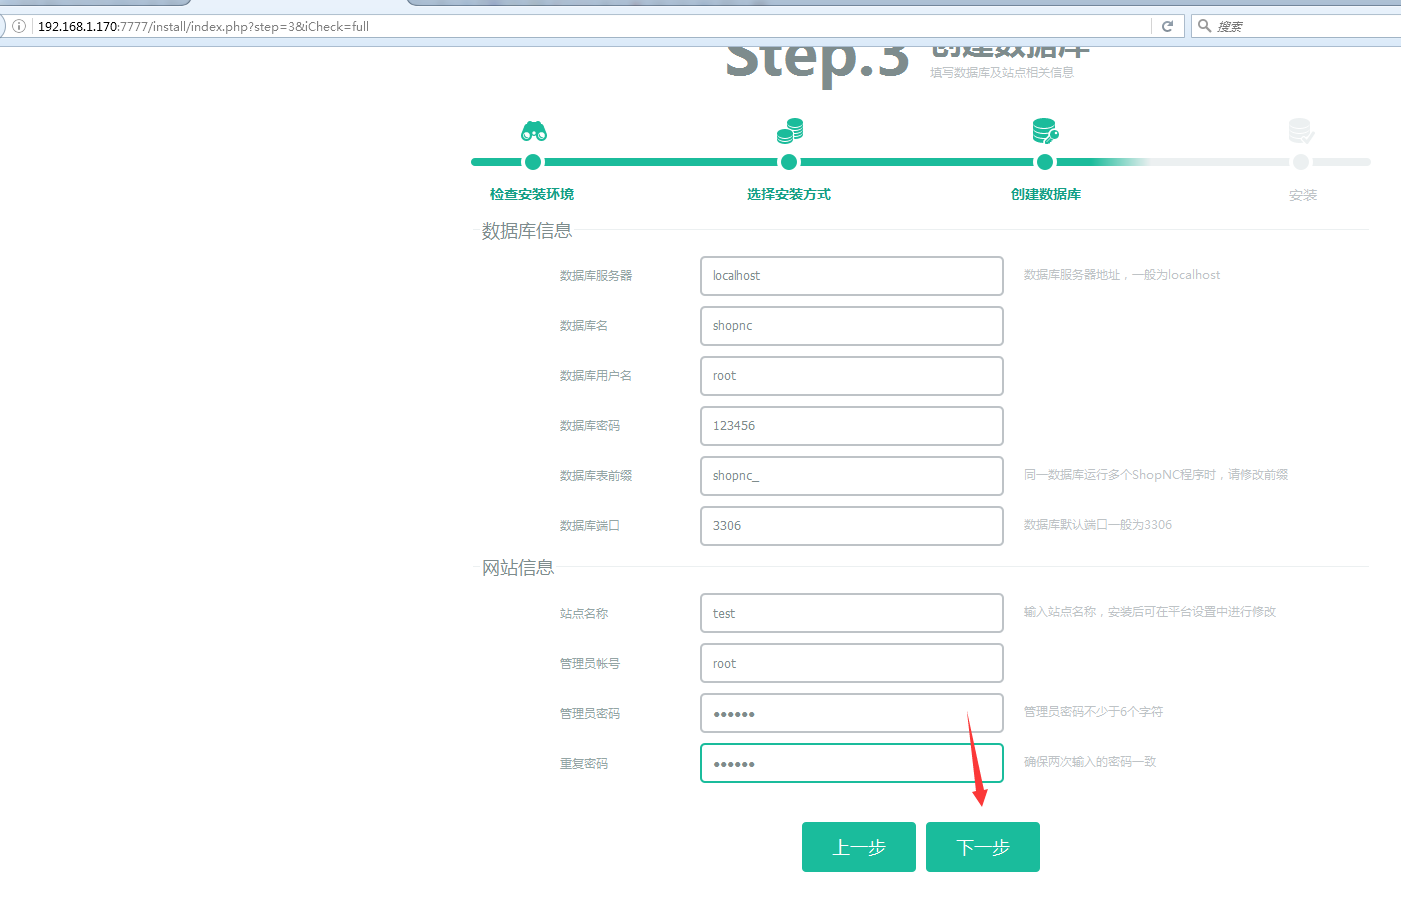 192.168.1.170:7777/install/index.php?step=3&iCheck=full
搜索
Step.3
创建数据库
填写数据库及站点相关信息
检查安装环境
选择安装方式
创建数据库
安装
数据库信息
数据库服务器
localhost
数据库服务器地址，一般为localhost
数据库名
shopnc
数据库用户名
root
数据库密码
123456
数据库表前缀
shopnc_
同一数据库运行多个ShopNC程序时，请修改前缀
数据库端口
3306
数据库默认端口一般为3306
网站信息
站点名称
test
输入站点名称，安装后可在平台设置中进行修改
管理员帐号
root
管理员密码
●●●●●●
管理员密码不少于6个字符
重复密码
●●●●●●
确保两次输入的密码一致
上一步
下一步